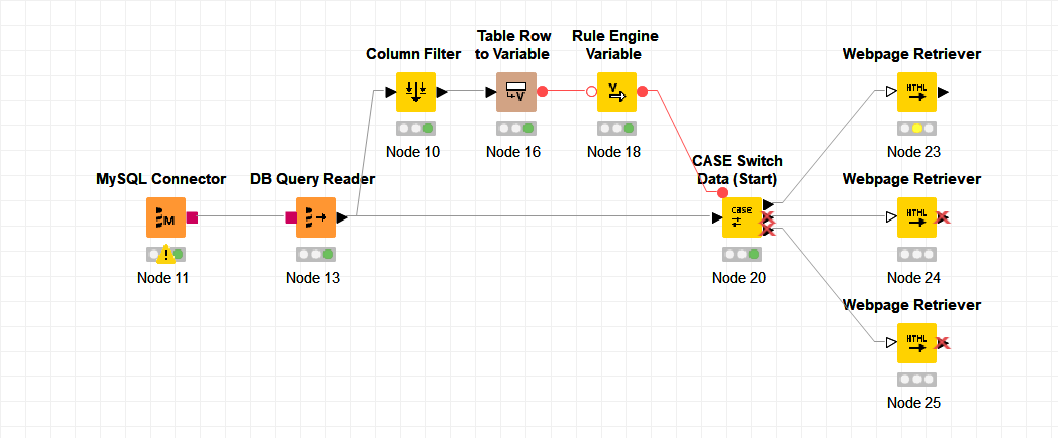 Table Row
to Variable
Rule Engine
Variable
Column Filter
Webpage Retriever
HTML
V
V
Node 10
Node 16
Node 18
Node 23
CASE Switch
Data (Start)
MySQL Connector
DB Query Reader
Webpage Retriever
M
CASE
HTML
!
Node 11
Node 13
Node 20
Node 24
Webpage Retriever
HTML
Node 25